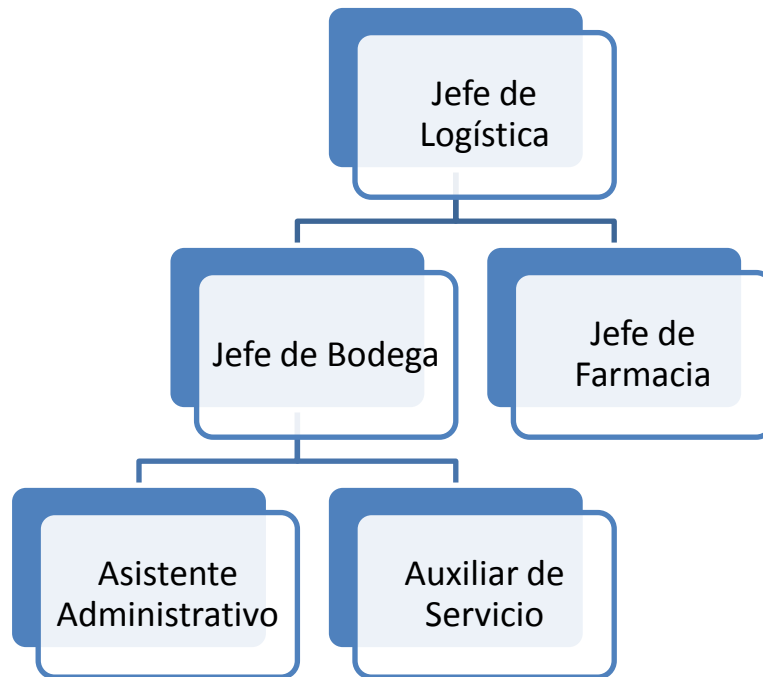 Jefe de
Logística
Jefe de Bodega
Jefe de
Farmacia
Asistente
Administrativo
Auxiliar de
Servicio